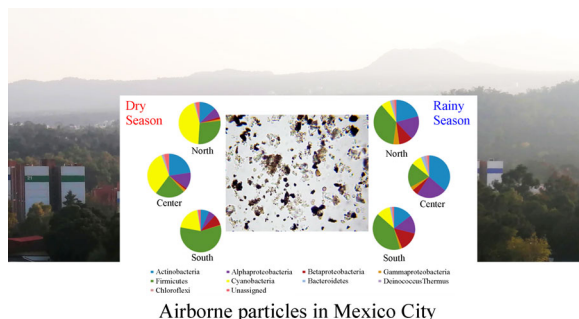 Dry
Season
Rainy
Season
North
North
Center
Center
South
South
Actinobacteria
Alphaproteobacteria
Betaproteobacteria
Gammaproteobacteria
Firmicutes
Cyanobacteria
Bacteroidetes
DeinococcusThermus
Chloroflexi
Unassigned
Airborne particles in Mexico City